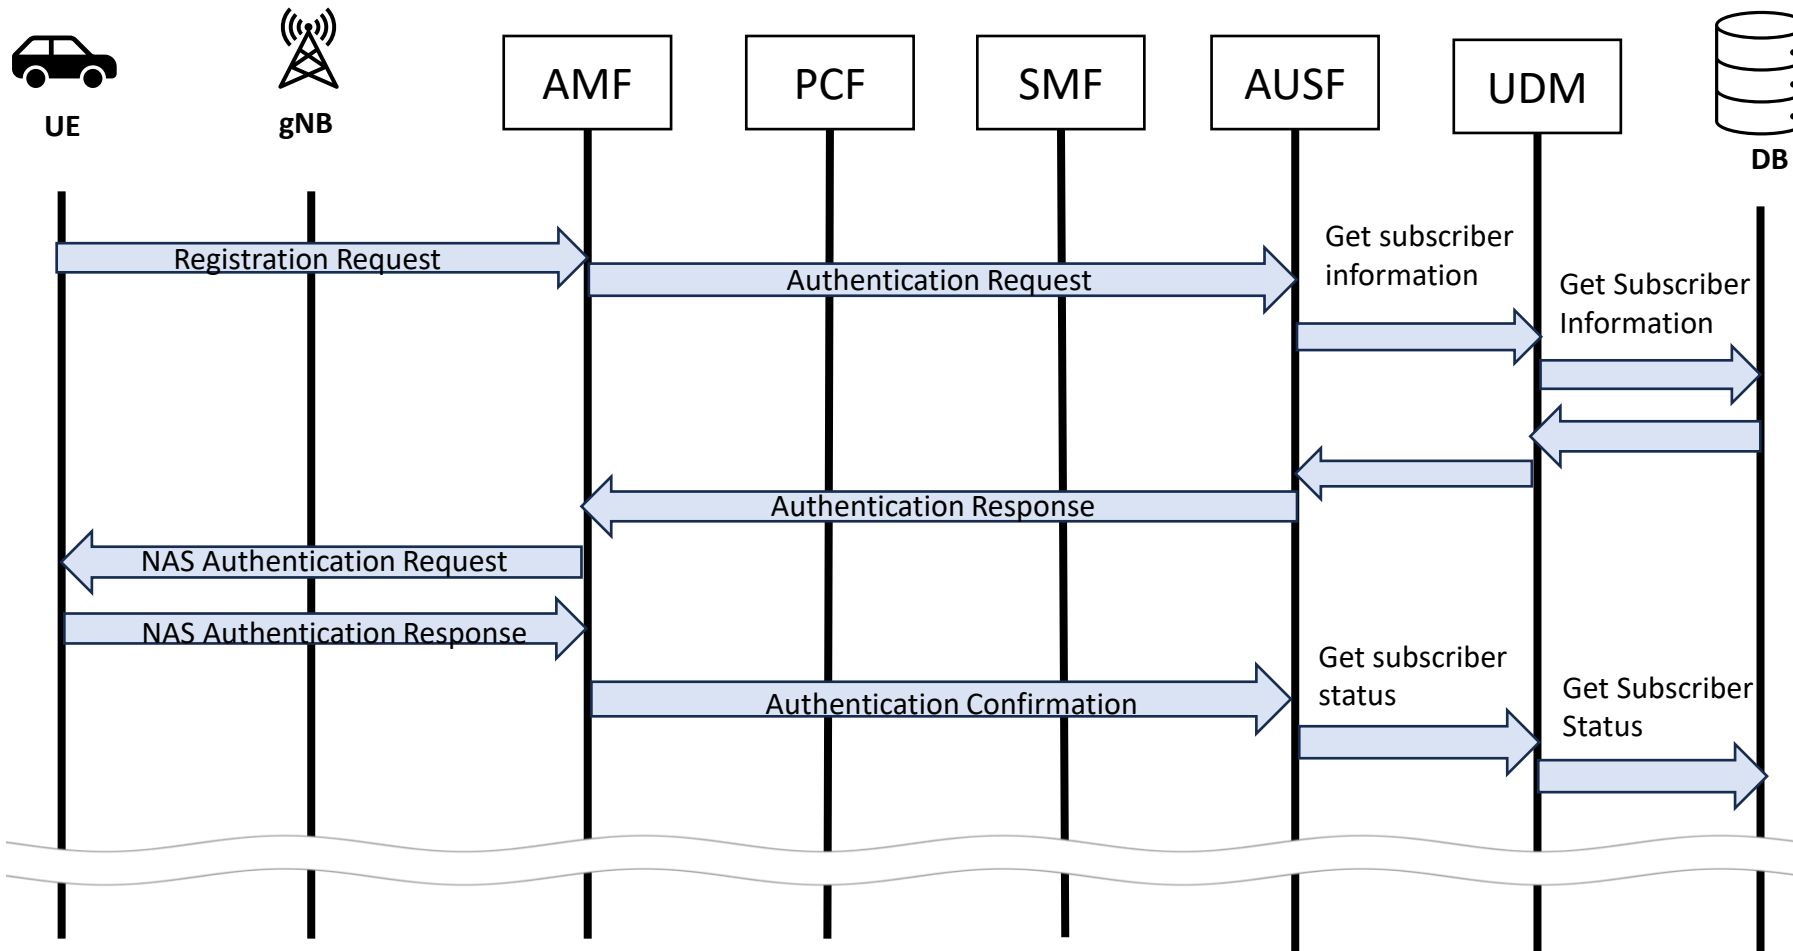 UE
gNB
AMF
PCF
SMF
AUSF
UDM
DB
Registration Request
Authentication Request
Get subscriber
information
Get Subscriber
Information
Authentication Response
NAS Authentication Request
NAS Authentication Response
Authentication Confirmation
Get subscriber
status
Get Subscriber
Status